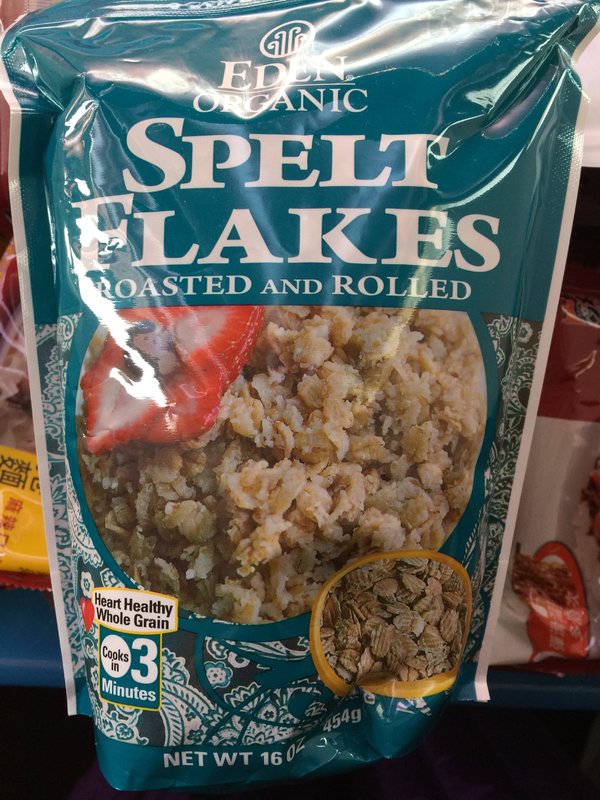 EDEN®
ORGANIC
SPELT
FLAKES
ROASTED AND ROLLED
Heart Healthy
Whole Grain
Cooks
in
3
Minutes
NET WT 16 OZ 454g